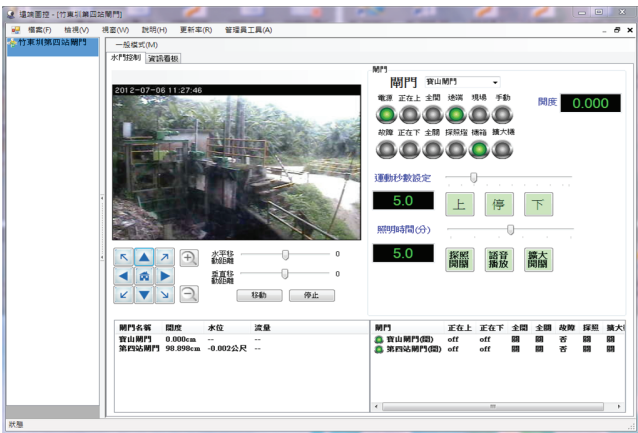 遠端監控 - [竹東圳第四站閘門]
檔案(F) 檢視(V) 視窗(W) 說明(H) 更新率(R) 管理員工具(A)
竹東圳第四站閘門
一般模式(M)
水門控制 資訊看板
2012-07-06 11:27:46
閘門
閘門 寶山閘門
電源 正在上 全開 遠端 現場 手動
開度 0.000
故障 正在下 全關 探照燈 機箱 擴大機
運動秒數設定
5.0 上 停 下
照明時間(分)
5.0 探照開關 語音播放 擴大開關
水平移動距離 0
垂直移動距離 0
移動 停止
閘門名稱 開度 水位 流量
寶山閘門 0.000cm -- --
第四站閘門 98.898cm -0.002公尺 --
閘門 正在上 正在下 全開 全關 故障 探照 擴大
寶山閘門(開) off off 關 關 否 關 關
第四站閘門(開) off off 關 關 否 關 關
狀態